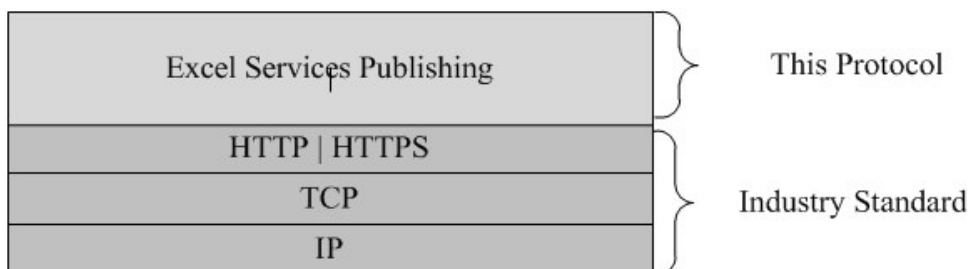 Excel Services Publishing
This Protocol
HTTP | HTTPS
TCP
Industry Standard
IP